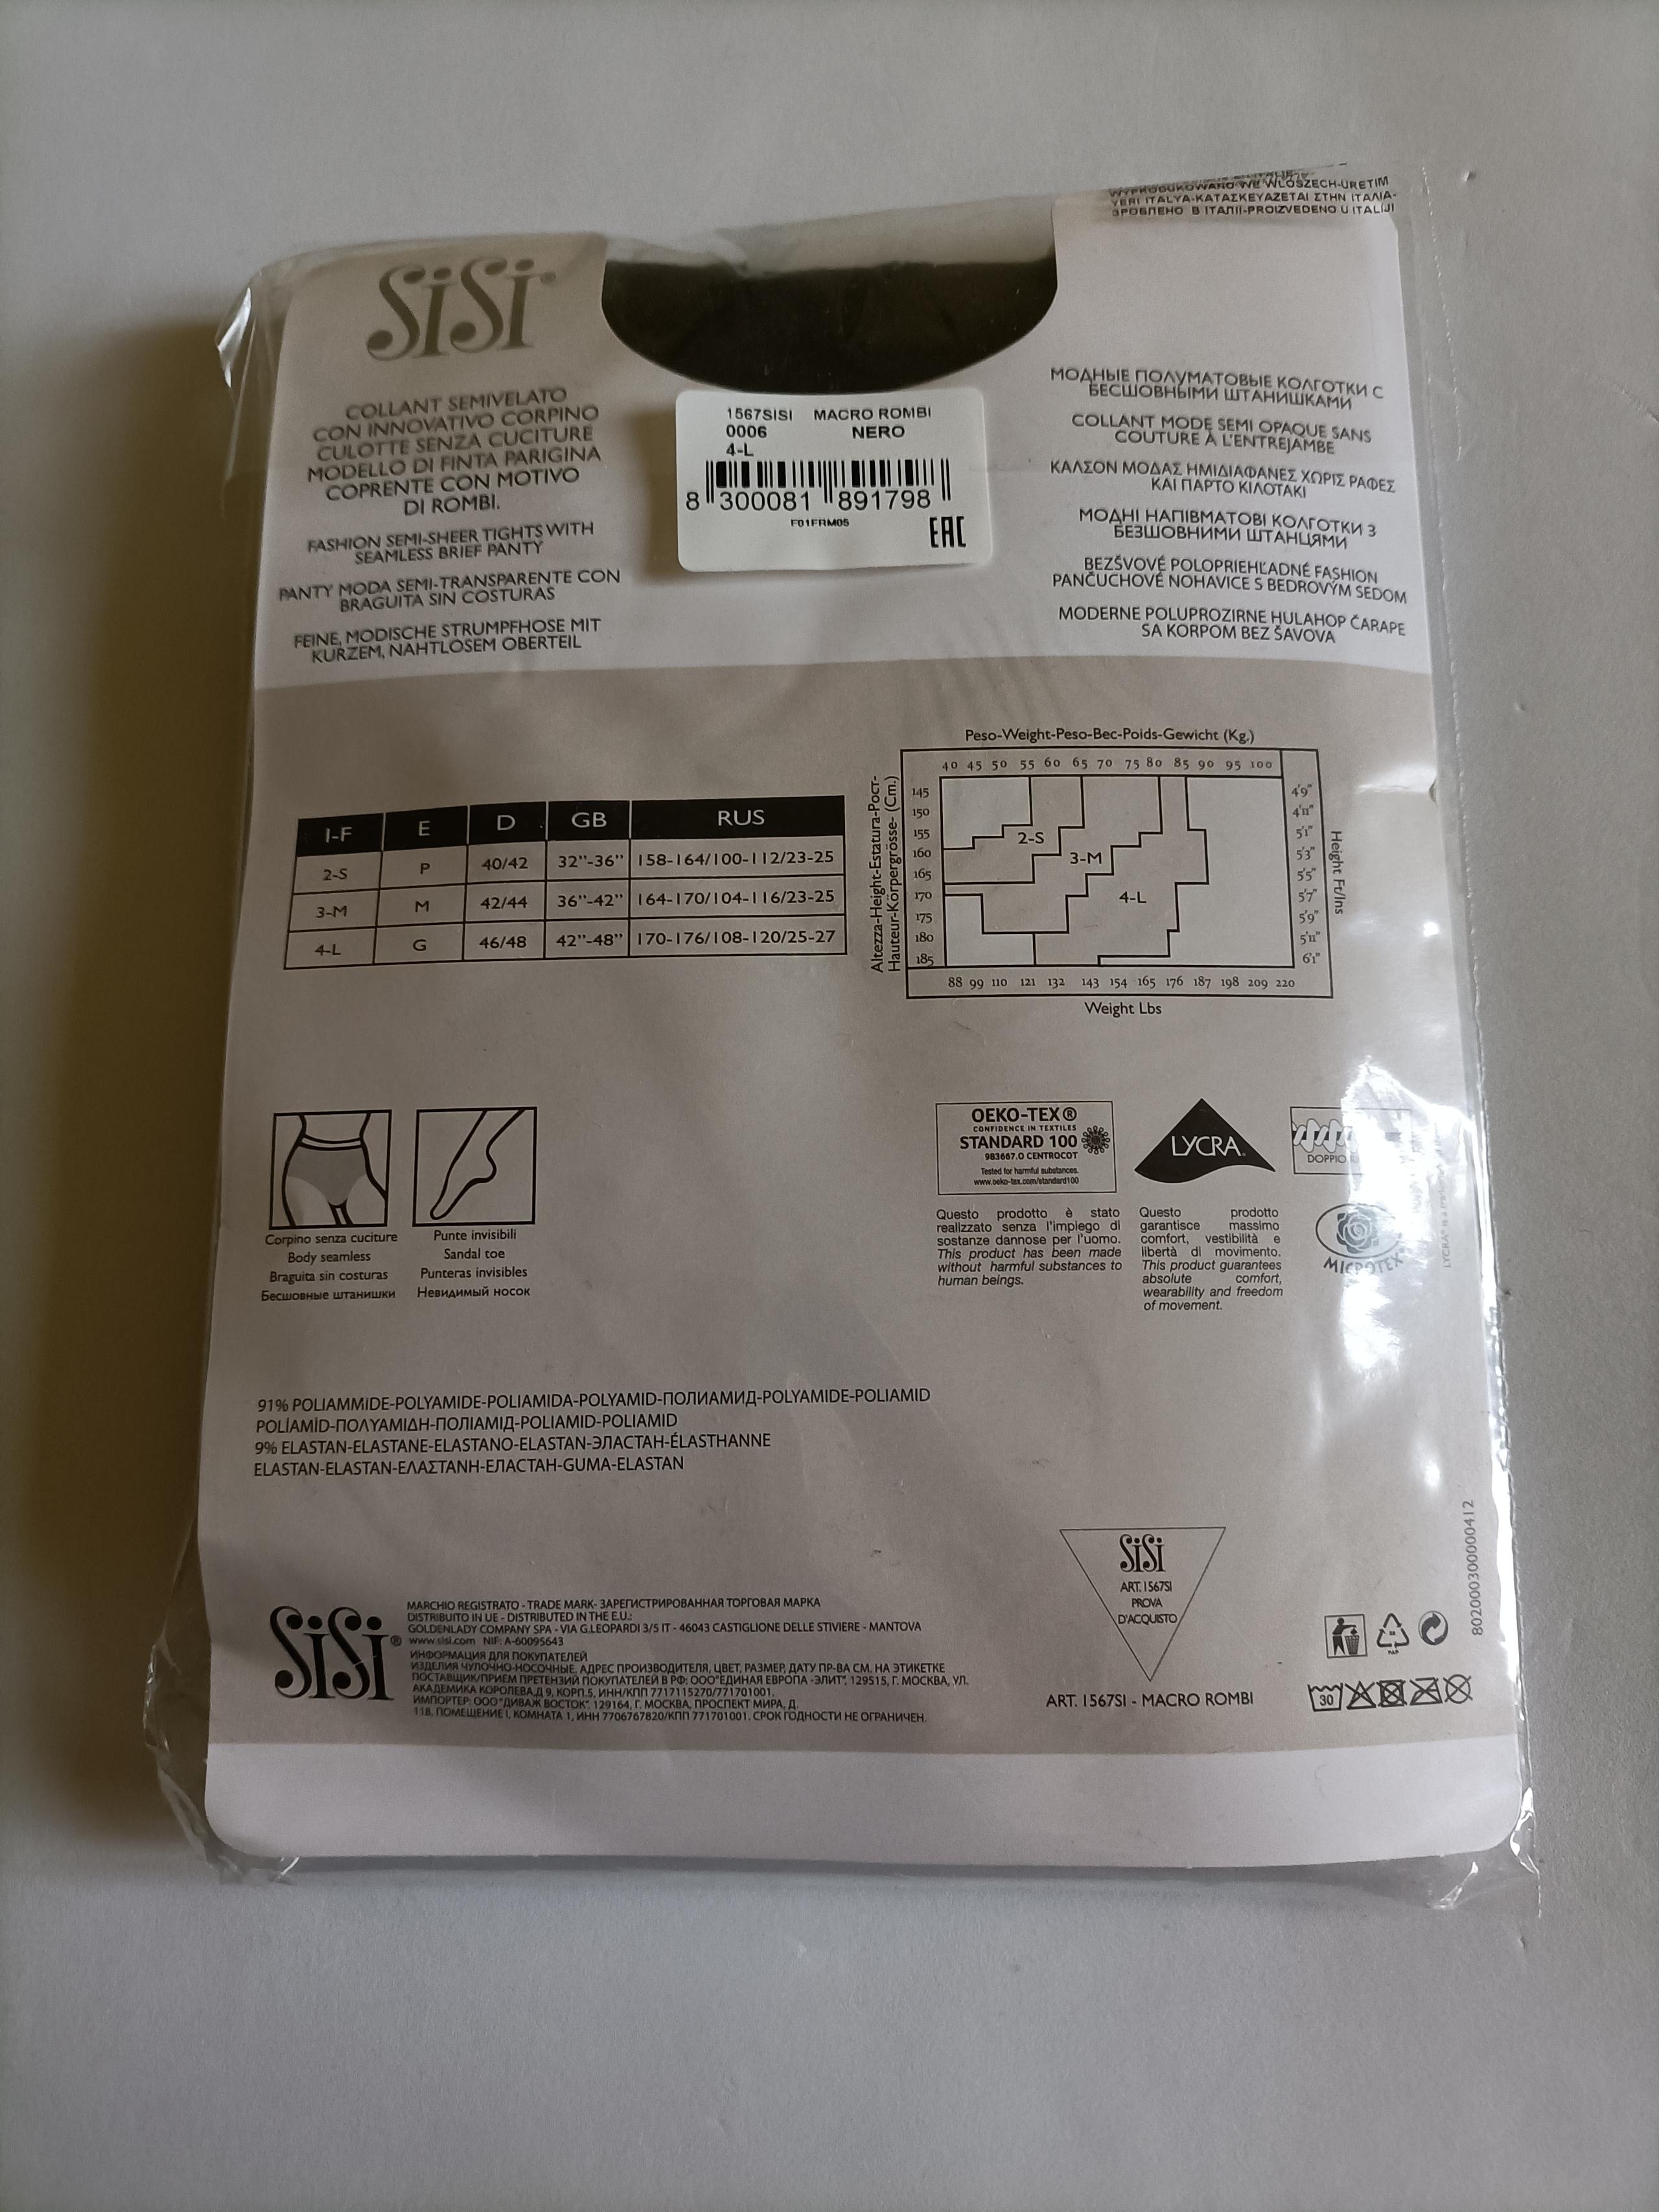 WYPRODUKOWANO WE WŁOSZECH-URETIM
YERI ITALYA-ΚΑΤΑΣΚΕΥΑΖΕΤΑΙ ΣΤΗΝ ΙΤΑΛΙΑ-
ЗРОБЛЕНО В ІТАЛІЇ-PROIZVEDENO U ITALIJI
SiSi®
COLLANT SEMIVELATO
CON INNOVATIVO CORPINO
CULOTTE SENZA CUCITURE
MODELLO DI FINTA PARIGINA
COPRENTE CON MOTIVO
DI ROMBI.
FASHION SEMI-SHEER TIGHTS WITH
SEAMLESS BRIEF PANTY
PANTY MODA SEMI-TRANSPARENTE CON
BRAGUITA SIN COSTURAS
FEINE, MODISCHE STRUMPFHOSE MIT
KURZEM, NAHTLOSEM OBERTEIL
1567SISI MACRO ROMBI
0006 NERO
4-L
8 300081 891798
F01FRM05
EAC
МОДНЫЕ ПОЛУМАТОВЫЕ КОЛГОТКИ С
БЕСШОВНЫМИ ШТАНИШКАМИ
COLLANT MODE SEMI OPAQUE SANS
COUTURE À L'ENTREJAMBE
ΚΑΛΣΟΝ ΜΟΔΑΣ ΗΜΙΔΙΑΦΑΝΕΣ ΧΩΡΙΣ ΡΑΦΕΣ
ΚΑΙ ΠΑΡΤΟ ΚΙΛΟΤΑΚΙ
МОДНІ НАПІВМАТОВІ КОЛГОТКИ З
БЕЗШОВНИМИ ШТАНЦЯМИ
BEZŠVOVÉ POLOPRIEHĽADNÉ FASHION
PANČUCHOVÉ NOHAVICE S BEDROVÝM SEDOM
MODERNE POLUPROZIRNE HULAHOP ČARAPE
SA KORPOM BEZ ŠAVOVA
I-F E D GB RUS
2-S P 40/42 32"-36" 158-164/100-112/23-25
3-M M 42/44 36"-42" 164-170/104-116/23-25
4-L G 46/48 42"-48" 170-176/108-120/25-27
Peso-Weight-Peso-Вес-Poids-Gewicht (Kg.)
40 45 50 55 60 65 70 75 80 85 90 95 100
Altezza-Height-Estatura-Рост-
Hauteur-Körpergrösse- (Cm.)
145 4'9"
150 4'11"
155 5'1"
160 5'3"
165 5'5"
170 5'7"
175 5'9"
180 5'11"
185 6'1"
2-S
3-M
4-L
Height Ft/Ins
88 99 110 121 132 143 154 165 176 187 198 209 220
Weight Lbs
Corpino senza cuciture
Body seamless
Braguita sin costuras
Бесшовные штанишки
Punte invisibili
Sandal toe
Punteras invisibles
Невидимый носок
OEKO-TEX®
CONFIDENCE IN TEXTILES
STANDARD 100
983667.O CENTROCOT
Tested for harmful substances.
www.oeko-tex.com/standard100
Questo prodotto è stato
realizzato senza l'impiego di
sostanze dannose per l'uomo.
This product has been made
without harmful substances to
human beings.
LYCRA®
Questo prodotto
garantisce massimo
comfort, vestibilità e
libertà di movimento.
This product guarantees
absolute comfort,
wearability and freedom
of movement.
DOPPIO
MICROTEX
91% POLIAMMIDE-POLYAMIDE-POLIAMIDA-POLYAMID-ПОЛИАМИД-POLYAMIDE-POLIAMID
POLİAMİD-ΠΟΛΥΑΜΙΔΗ-ПОЛІАМІД-POLIAMID-POLIAMID
9% ELASTAN-ELASTANE-ELASTANO-ELASTAN-ЭЛАСТАН-ÉLASTHANNE
ELASTAN-ELASTAN-ΕΛΑΣΤΑΝΗ-ЕЛАСТАН-GUMA-ELASTAN
SiSi®
MARCHIO REGISTRATO - TRADE MARK- ЗАРЕГИСТРИРОВАННАЯ ТОРГОВАЯ МАРКА
DISTRIBUITO IN UE - DISTRIBUTED IN THE E.U.:
GOLDENLADY COMPANY SPA - VIA G.LEOPARDI 3/5 IT - 46043 CASTIGLIONE DELLE STIVIERE - MANTOVA
www.sisi.com NIF: A-60095643
ИНФОРМАЦИЯ ДЛЯ ПОКУПАТЕЛЕЙ
ИЗДЕЛИЯ ЧУЛОЧНО-НОСОЧНЫЕ, АДРЕС ПРОИЗВОДИТЕЛЯ, ЦВЕТ, РАЗМЕР, ДАТУ ПР-ВА СМ. НА ЭТИКЕТКЕ
ПОСТАВЩИК/ПРИЕМ ПРЕТЕНЗИЙ ПОКУПАТЕЛЕЙ В РФ: ООО"ЕДИНАЯ ЕВРОПА -ЭЛИТ", 129515, Г. МОСКВА, УЛ.
АКАДЕМИКА КОРОЛЕВА,Д 9, КОРП.5, ИНН/КПП 7717115270/771701001.
ИМПОРТЕР: ООО "ДИВАЖ ВОСТОК", 129164, Г. МОСКВА, ПРОСПЕКТ МИРА, Д.
118, ПОМЕЩЕНИЕ I, КОМНАТА 1, ИНН 7706767820/КПП 771701001. СРОК ГОДНОСТИ НЕ ОГРАНИЧЕН.
SiSi
ART. 1567SI
PROVA
D'ACQUISTO
ART. 1567SI - MACRO ROMBI
PAP
30
80200030000412